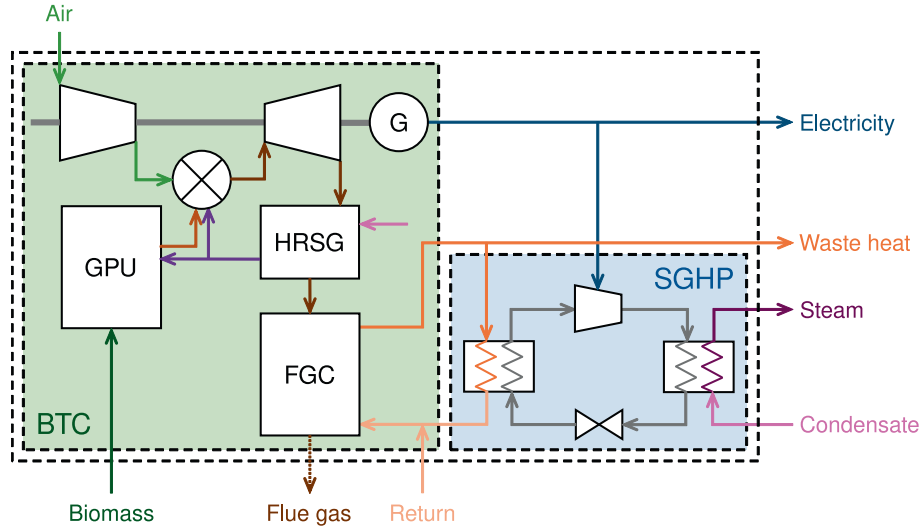 Air
G
Electricity
HRSG
Waste heat
GPU
SGHP
Steam
FGC
BTC
Condensate
Biomass
Flue gas
Return